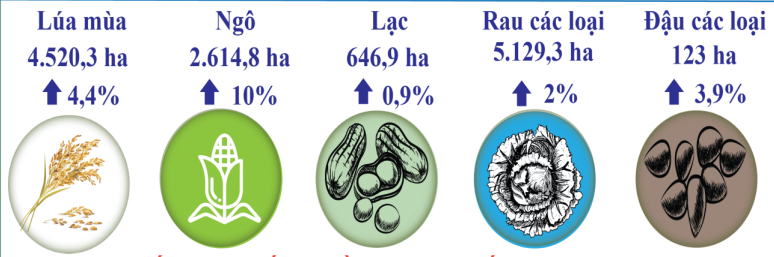 Lúa mùa
4.520,3 ha
4,4%
Ngô
2.614,8 ha
10%
Lạc
646,9 ha
0,9%
Rau các loại
5.129,3 ha
2%
Đậu các loại
123 ha
3,9%